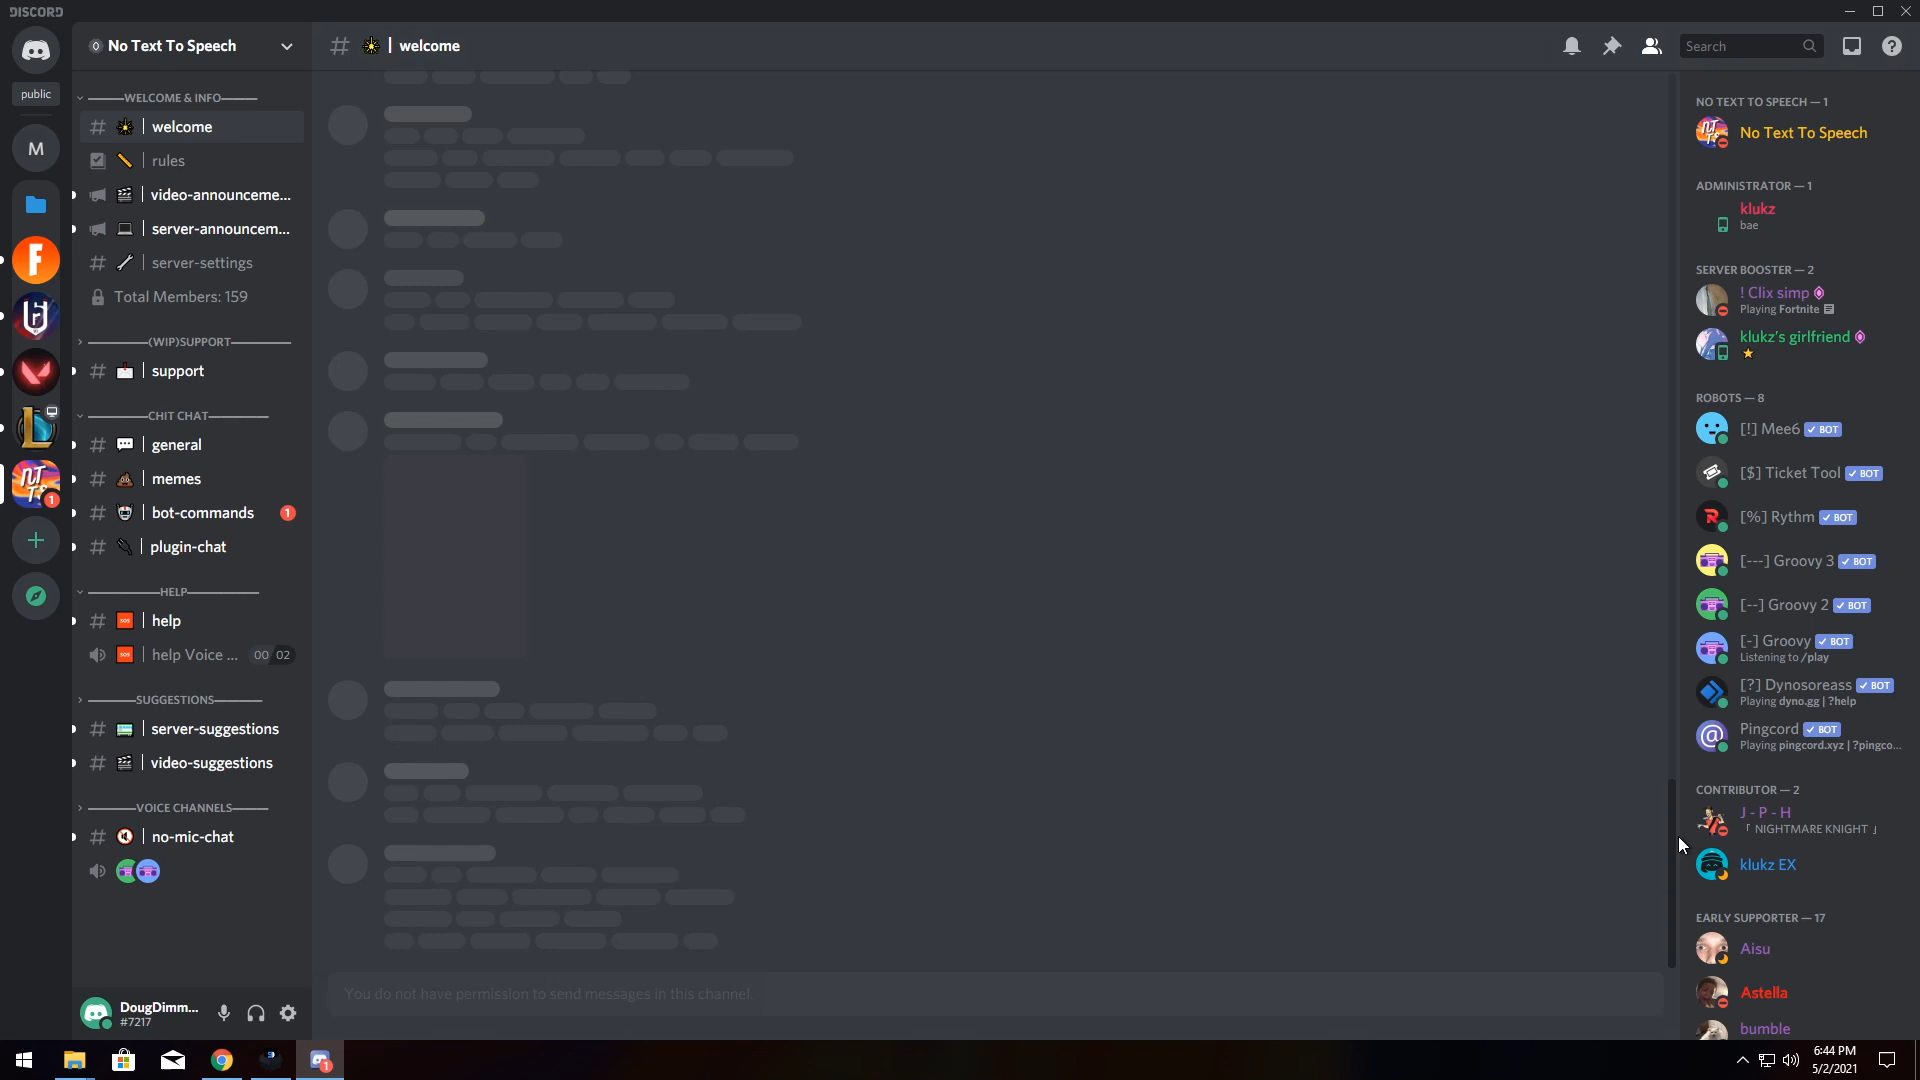 DISCORD
No Text To Speech
| welcome
Search
public
M
WELCOME & INFO
| welcome
| rules
| video-announceme...
| server-announcem...
| server-settings
Total Members: 159
(WIP)SUPPORT
| support
CHIT CHAT
| general
| memes
| bot-commands 1
| plugin-chat
HELP
| help
| help Voice ... 00 02
SUGGESTIONS
| server-suggestions
| video-suggestions
VOICE CHANNELS
| no-mic-chat
1
DougDimm...
#7217
You do not have permission to send messages in this channel.
NO TEXT TO SPEECH — 1
No Text To Speech
ADMINISTRATOR — 1
klukz
bae
SERVER BOOSTER — 2
! Clix simp
Playing Fortnite
klukz's girlfriend
ROBOTS — 8
[!] Mee6 ✓ BOT
[$] Ticket Tool ✓ BOT
[%] Rythm ✓ BOT
[---] Groovy 3 ✓ BOT
[--] Groovy 2 ✓ BOT
[-] Groovy ✓ BOT
Listening to /play
[?] Dynosoreass ✓ BOT
Playing dyno.gg | ?help
Pingcord ✓ BOT
Playing pingcord.xyz | ?pingco...
CONTRIBUTOR — 2
J - P - H
「 NIGHTMARE KNIGHT 」
klukz EX
EARLY SUPPORTER — 17
Aisu
Astella
bumble
1
6:44 PM
5/2/2021